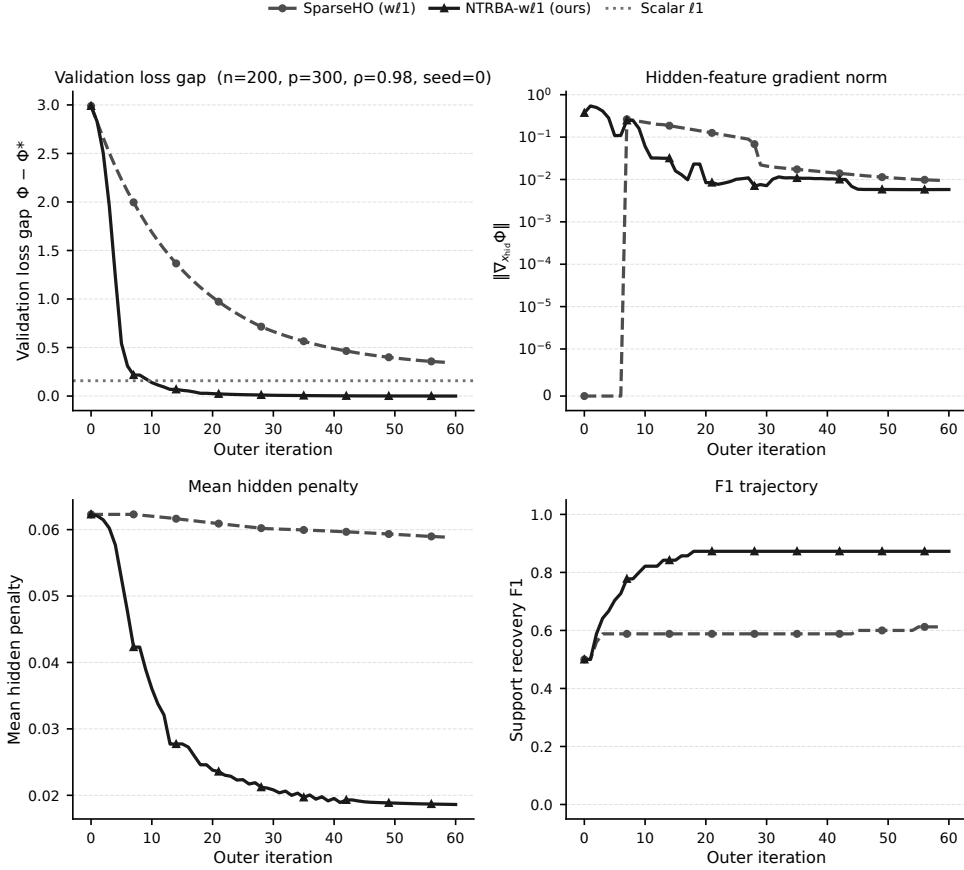 SparseHO (wℓ1) NTRBA-wℓ1 (ours) Scalar ℓ1
Validation loss gap (n=200, p=300, ρ=0.98, seed=0)
Validation loss gap Φ − Φ*
3.0
2.5
2.0
1.5
1.0
0.5
0.0
0 10 20 30 40 50 60
Outer iteration
Hidden-feature gradient norm
‖∇x_hid Φ‖
10⁰
10⁻¹
10⁻²
10⁻³
10⁻⁴
10⁻⁵
10⁻⁶
0
0 10 20 30 40 50 60
Outer iteration
Mean hidden penalty
Mean hidden penalty
0.06
0.05
0.04
0.03
0.02
0 10 20 30 40 50 60
Outer iteration
F1 trajectory
Support recovery F1
1.0
0.8
0.6
0.4
0.2
0.0
0 10 20 30 40 50 60
Outer iteration